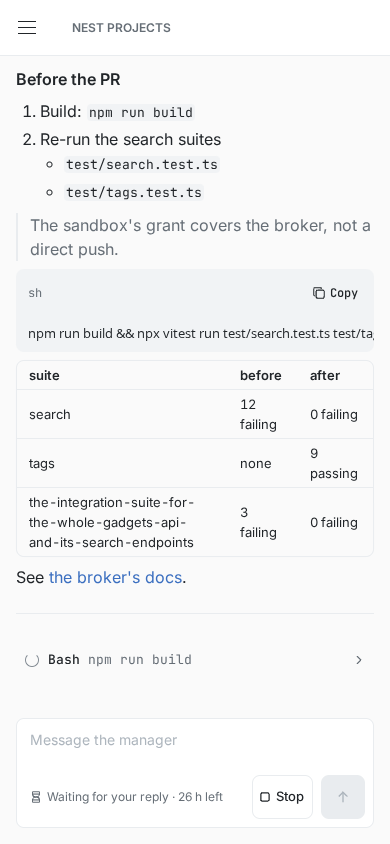 NEST PROJECTS
Before the PR
1. Build: npm run build
2. Re-run the search suites
test/search.test.ts
test/tags.test.ts
The sandbox's grant covers the broker, not a
direct push.
sh
Copy
npm run build && npx vitest run test/search.test.ts test/tag
suite before after
search 12 failing 0 failing
tags none 9 passing
the-integration-suite-for-
the-whole-gadgets-api-
and-its-search-endpoints 3 failing 0 failing
See the broker's docs.
Bash npm run build
Message the manager
Waiting for your reply · 26 h left
Stop